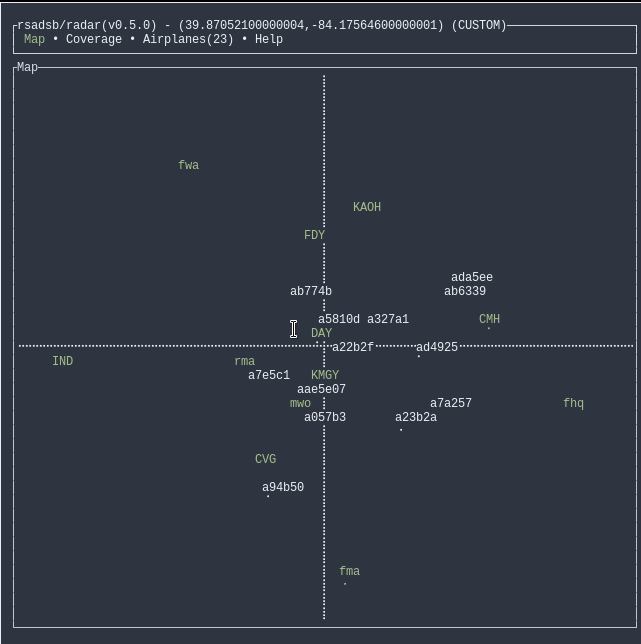 rsadsb/radar(v0.5.0) - (39.87052100000004,-84.17564600000001) (CUSTOM)
Map • Coverage • Airplanes(23) • Help
Map
fwa
KAOH
FDY
ada5ee
ab774b ab6339
a5810d a327a1 CMH
DAY
a22b2f ad4925
IND rma
a7e5c1 KMGY
aae5e07
mwo a7a257 fhq
a057b3 a23b2a
CVG
a94b50
fma